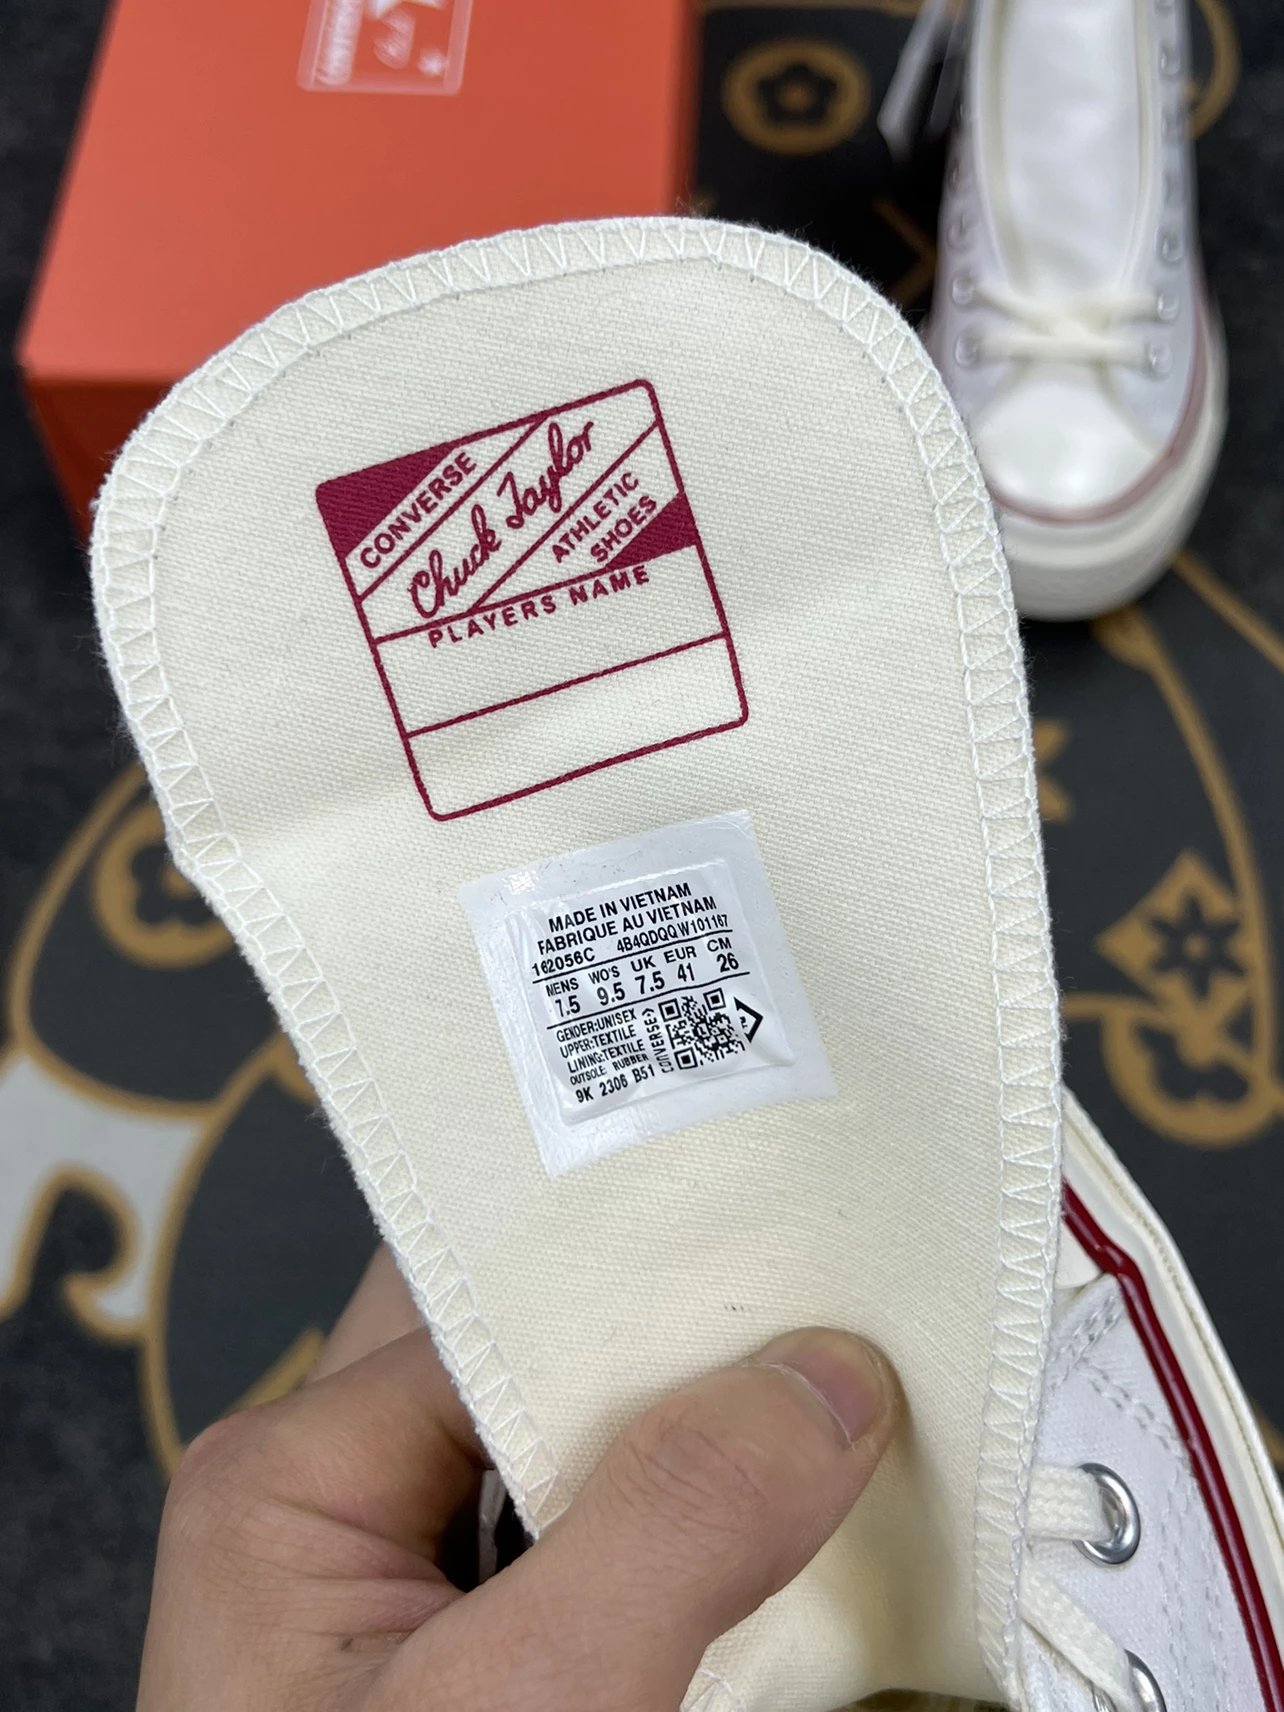 CONVERSE
CONVERSE
Chuck Taylor
ATHLETIC
SHOES
PLAYERS NAME
MADE IN VIETNAM
FABRIQUE AU VIETNAM
162056C 4B4QDQQW101167
MENS WO'S UK EUR CM
7.5 9.5 7.5 41 26
GENDER:UNISEX
UPPER:TEXTILE
LINING:TEXTILE
OUTSOLE RUBBER
9K 2306 B51
CONVERSE>